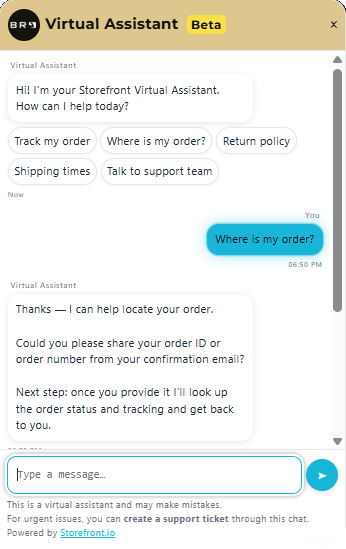 BRO Virtual Assistant Beta x
Virtual Assistant
Hi! I'm your Storefront Virtual Assistant.
How can I help today?
Track my order Where is my order? Return policy
Shipping times Talk to support team
Now
You
Where is my order?
06:50 PM
Virtual Assistant
Thanks — I can help locate your order.
Could you please share your order ID or
order number from your confirmation email?
Next step: once you provide it I'll look up
the order status and tracking and get back
to you.
Type a message…
This is a virtual assistant and may make mistakes.
For urgent issues, you can create a support ticket through this chat.
Powered by Storefront.io